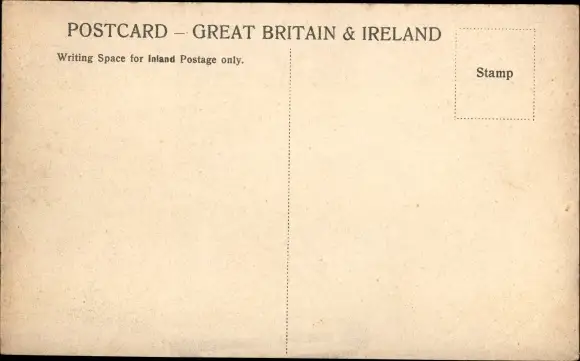 POSTCARD – GREAT BRITAIN & IRELAND
Writing Space for Inland Postage only.
Stamp